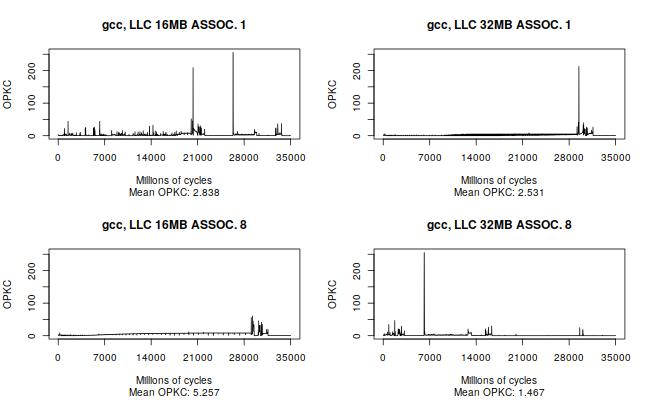 gcc, LLC 16MB ASSOC. 1
OPKC
0 100 200
0 7000 14000 21000 28000 35000
Millions of cycles
Mean OPKC: 2.838
gcc, LLC 32MB ASSOC. 1
OPKC
0 100 200
0 7000 14000 21000 28000 35000
Millions of cycles
Mean OPKC: 2.531
gcc, LLC 16MB ASSOC. 8
OPKC
0 100 200
0 7000 14000 21000 28000 35000
Millions of cycles
Mean OPKC: 5.257
gcc, LLC 32MB ASSOC. 8
OPKC
0 100 200
0 7000 14000 21000 28000 35000
Millions of cycles
Mean OPKC: 1.467